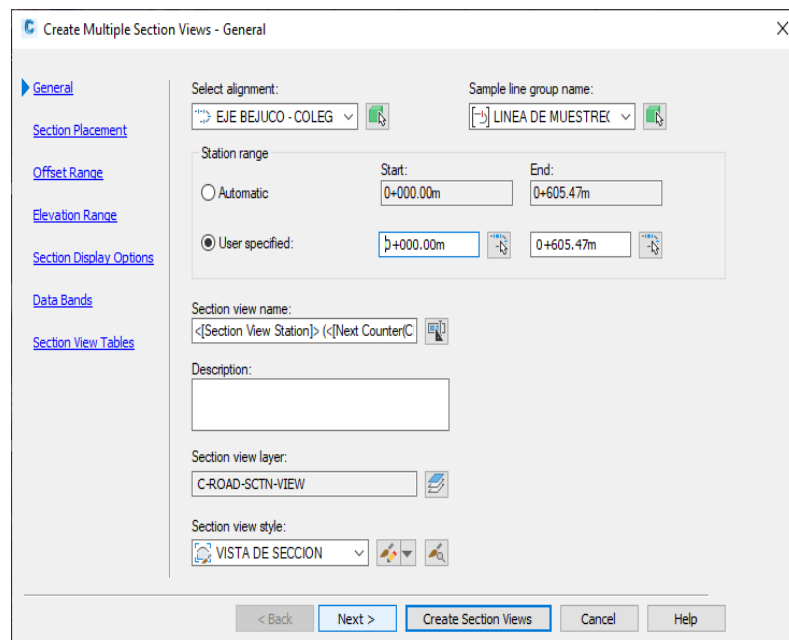 Create Multiple Section Views - General
General
Section Placement
Offset Range
Elevation Range
Section Display Options
Data Bands
Section View Tables
Select alignment:
Sample line group name:
EJE BEJUCO - COLEG
LINEA DE MUESTRE(
Station range
Start:
End:
Automatic
0+000.00m
0+605.47m
User specified:
0+000.00m
0+605.47m
Section view name:
<[Section View Station]> (<[Next Counter(C
Description:
Section view layer:
C-ROAD-SCTN-VIEW
Section view style:
VISTA DE SECCION
< Back
Next >
Create Section Views
Cancel
Help